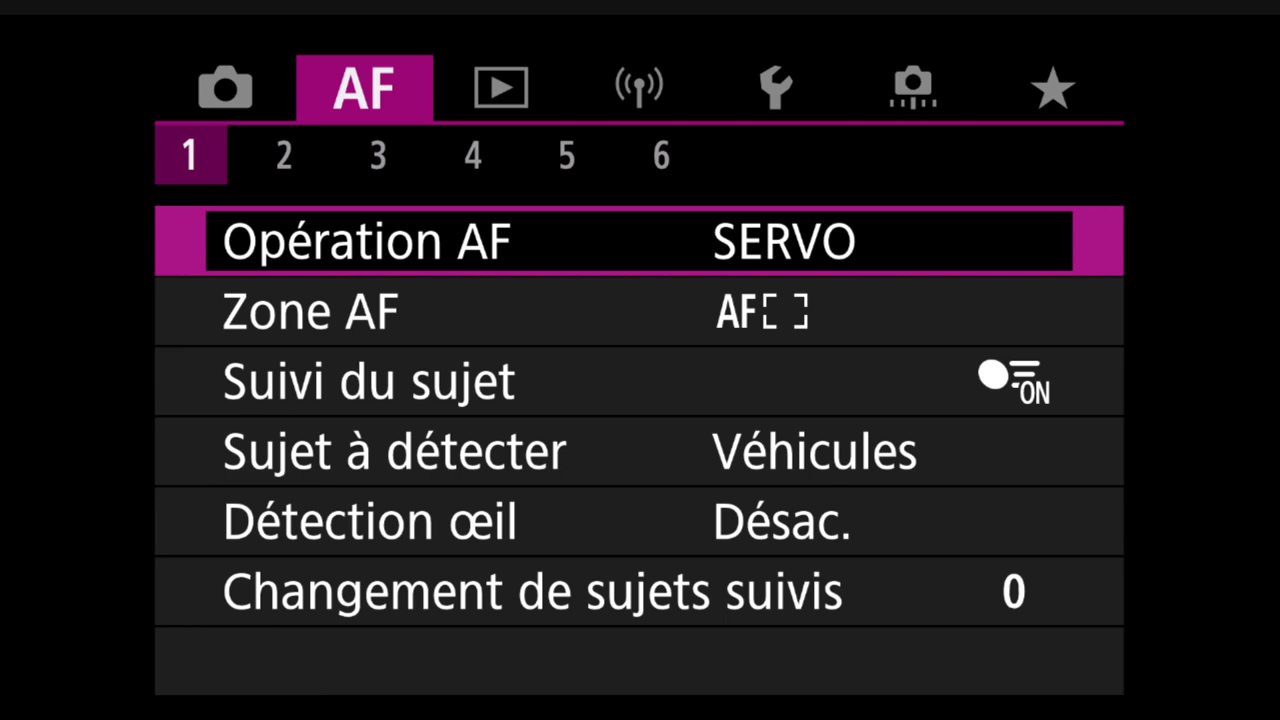 AF
1 2 3 4 5 6
Opération AF SERVO
Zone AF AF[ ]
Suivi du sujet ON
Sujet à détecter Véhicules
Détection œil Désac.
Changement de sujets suivis 0